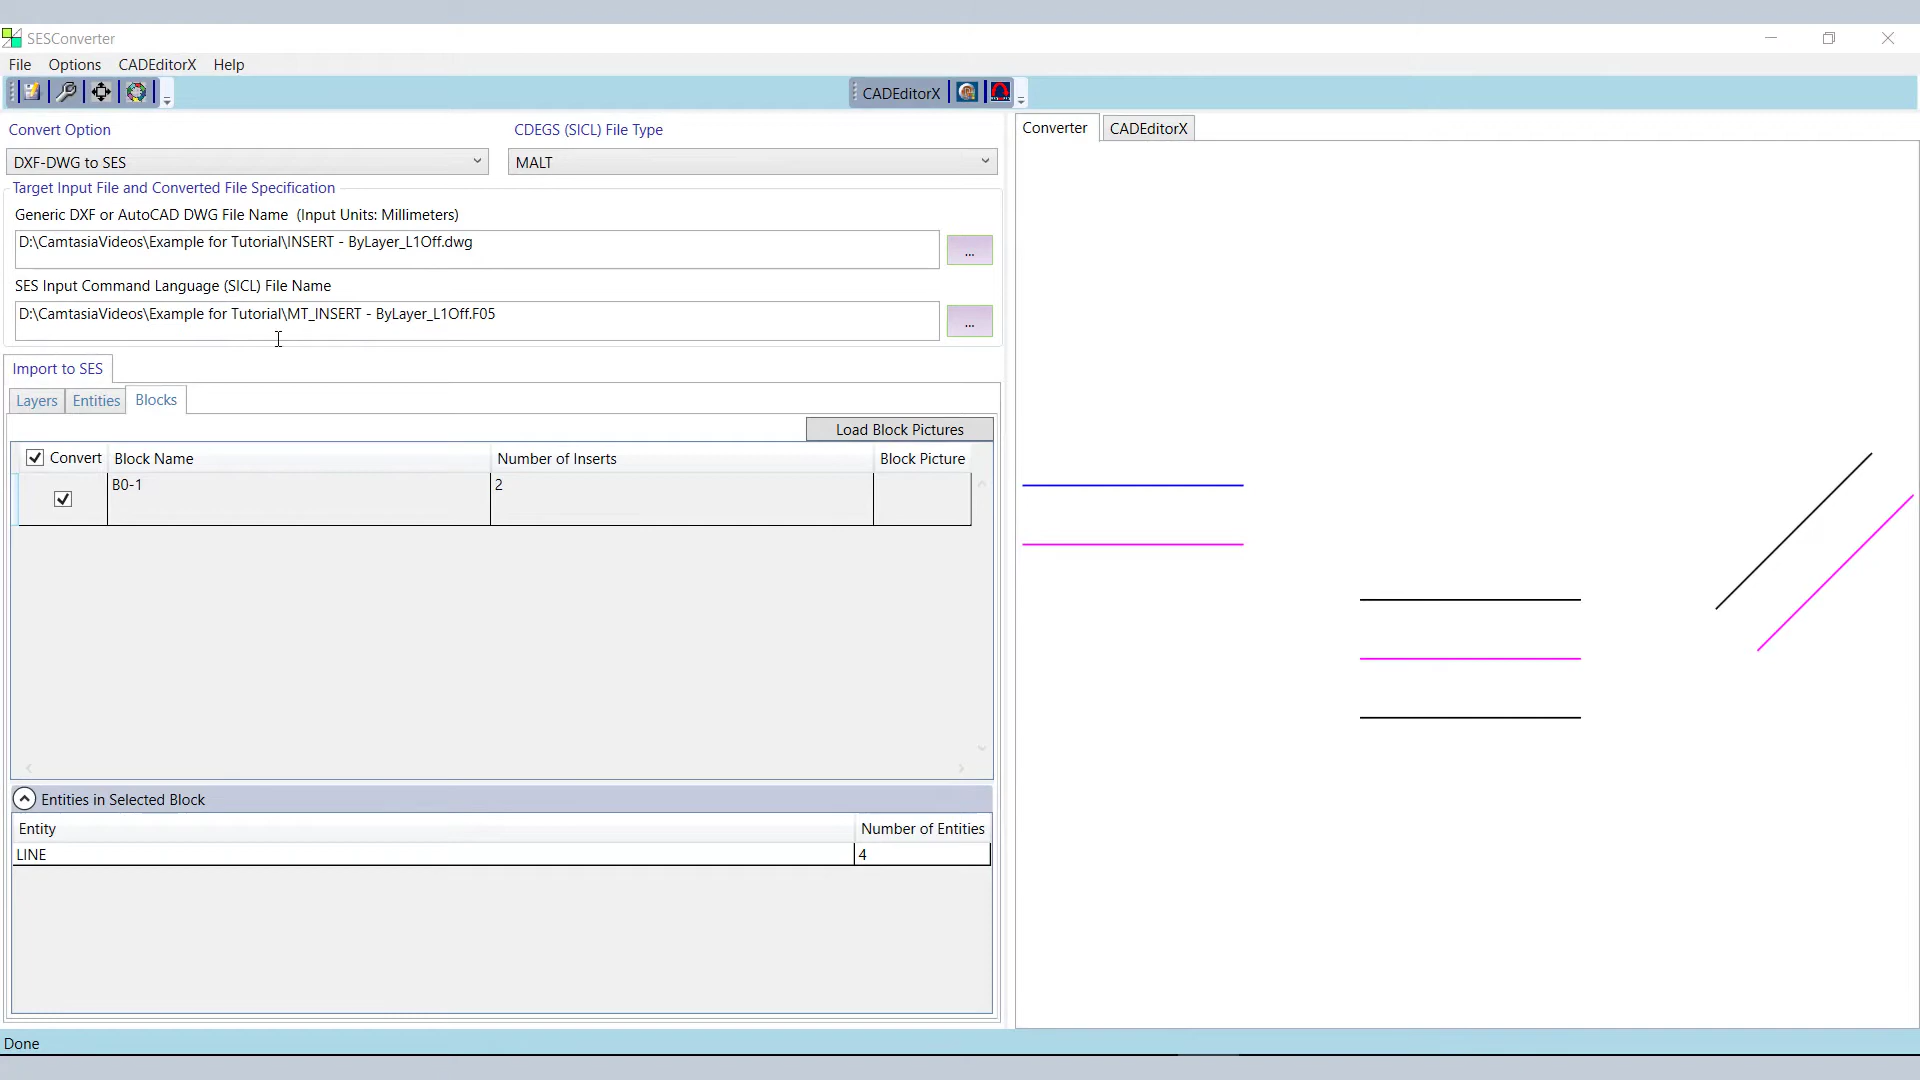 SESConverter
File Options CADEditorX Help
CADEditorX
Convert Option CDEGS (SICL) File Type
DXF-DWG to SES MALT
Target Input File and Converted File Specification
Generic DXF or AutoCAD DWG File Name (Input Units: Millimeters)
D:\CamtasiaVideos\Example for Tutorial\INSERT - ByLayer_L1Off.dwg
...
SES Input Command Language (SICL) File Name
D:\CamtasiaVideos\Example for Tutorial\MT_INSERT - ByLayer_L1Off.F05
...
Import to SES
Layers Entities Blocks
Load Block Pictures
Convert Block Name Number of Inserts Block Picture
B0-1 2
Entities in Selected Block
Entity Number of Entities
LINE 4
Done
Converter CADEditorX